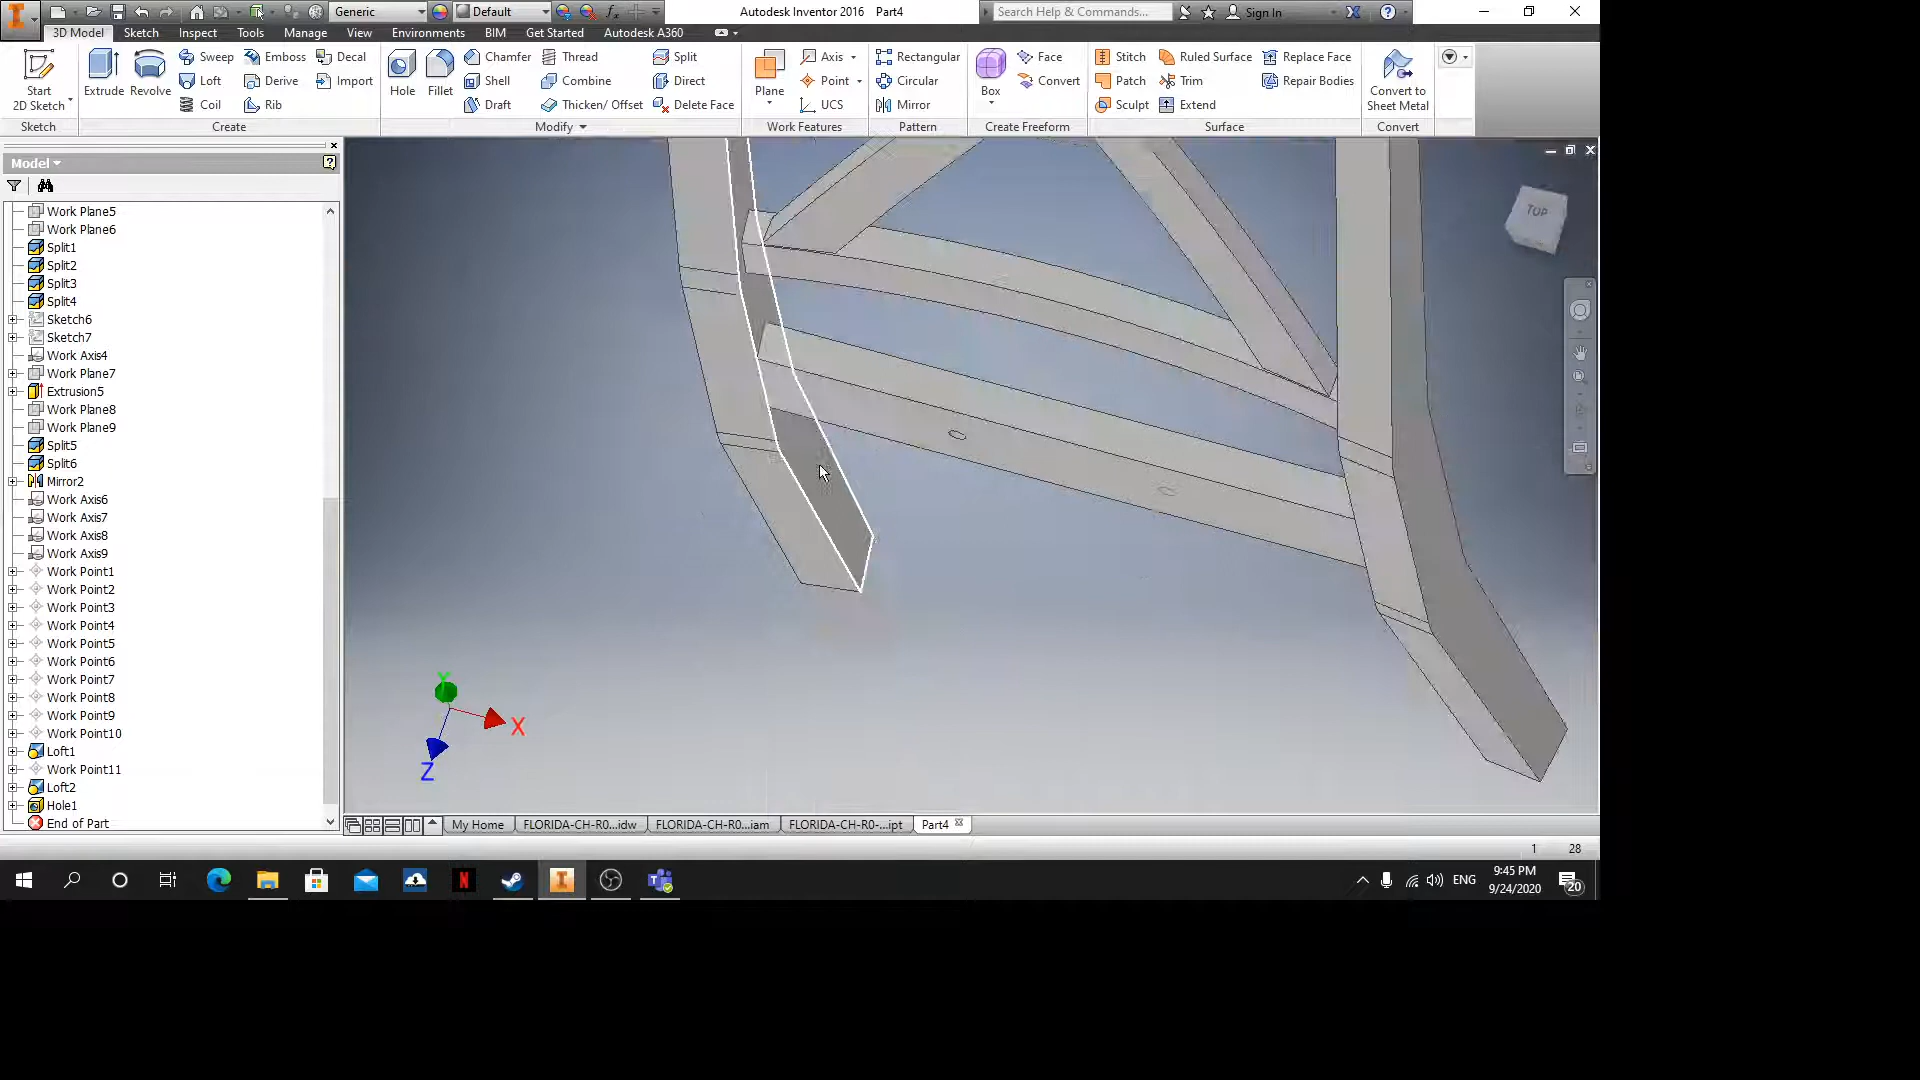 Generic
Default
Autodesk Inventor 2016 Part4
Search Help & Commands...
Sign In
3D Model Sketch Inspect Tools Manage View Environments BIM Get Started Autodesk A360
Start
2D Sketch
Extrude
Revolve
Sweep
Loft
Coil
Emboss
Derive
Rib
Decal
Import
Hole
Fillet
Chamfer
Shell
Draft
Thread
Combine
Thicken/ Offset
Split
Direct
Delete Face
Plane
Axis
Point
UCS
Rectangular
Circular
Mirror
Box
Face
Convert
Stitch
Patch
Sculpt
Ruled Surface
Trim
Extend
Replace Face
Repair Bodies
Convert to
Sheet Metal
Sketch
Create
Modify
Work Features
Pattern
Create Freeform
Surface
Convert
Model
Work Plane5
Work Plane6
Split1
Split2
Split3
Split4
Sketch6
Sketch7
Work Axis4
Work Plane7
Extrusion5
Work Plane8
Work Plane9
Split5
Split6
Mirror2
Work Axis6
Work Axis7
Work Axis8
Work Axis9
Work Point1
Work Point2
Work Point3
Work Point4
Work Point5
Work Point6
Work Point7
Work Point8
Work Point9
Work Point10
Loft1
Work Point11
Loft2
Hole1
End of Part
TOP
Y
X
Z
My Home
FLORIDA-CH-R0...idw
FLORIDA-CH-R0...iam
FLORIDA-CH-R0-...ipt
Part4
1 28
ENG
9:45 PM
9/24/2020
20